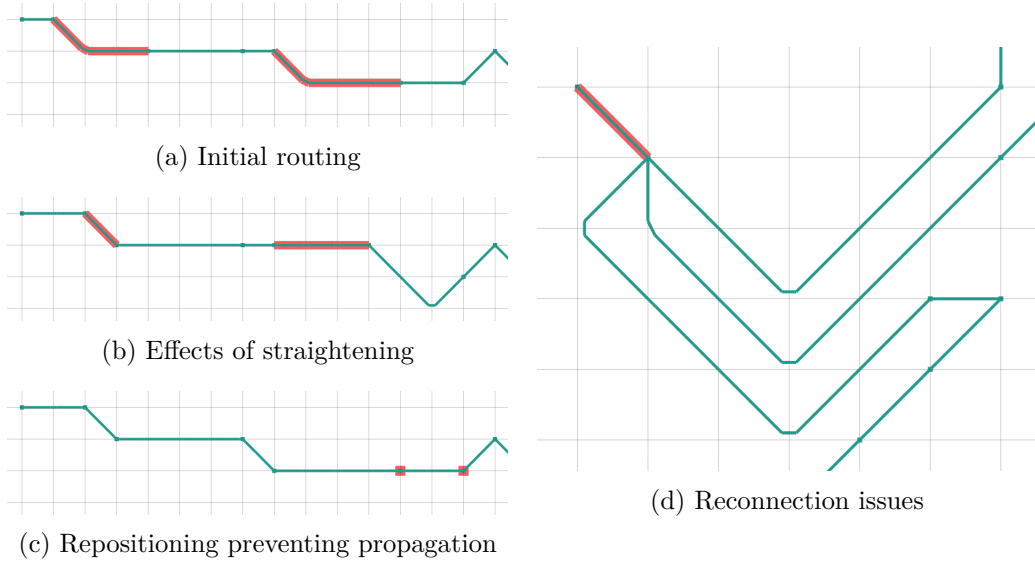 (a) Initial routing
(b) Effects of straightening
(c) Repositioning preventing propagation
(d) Reconnection issues